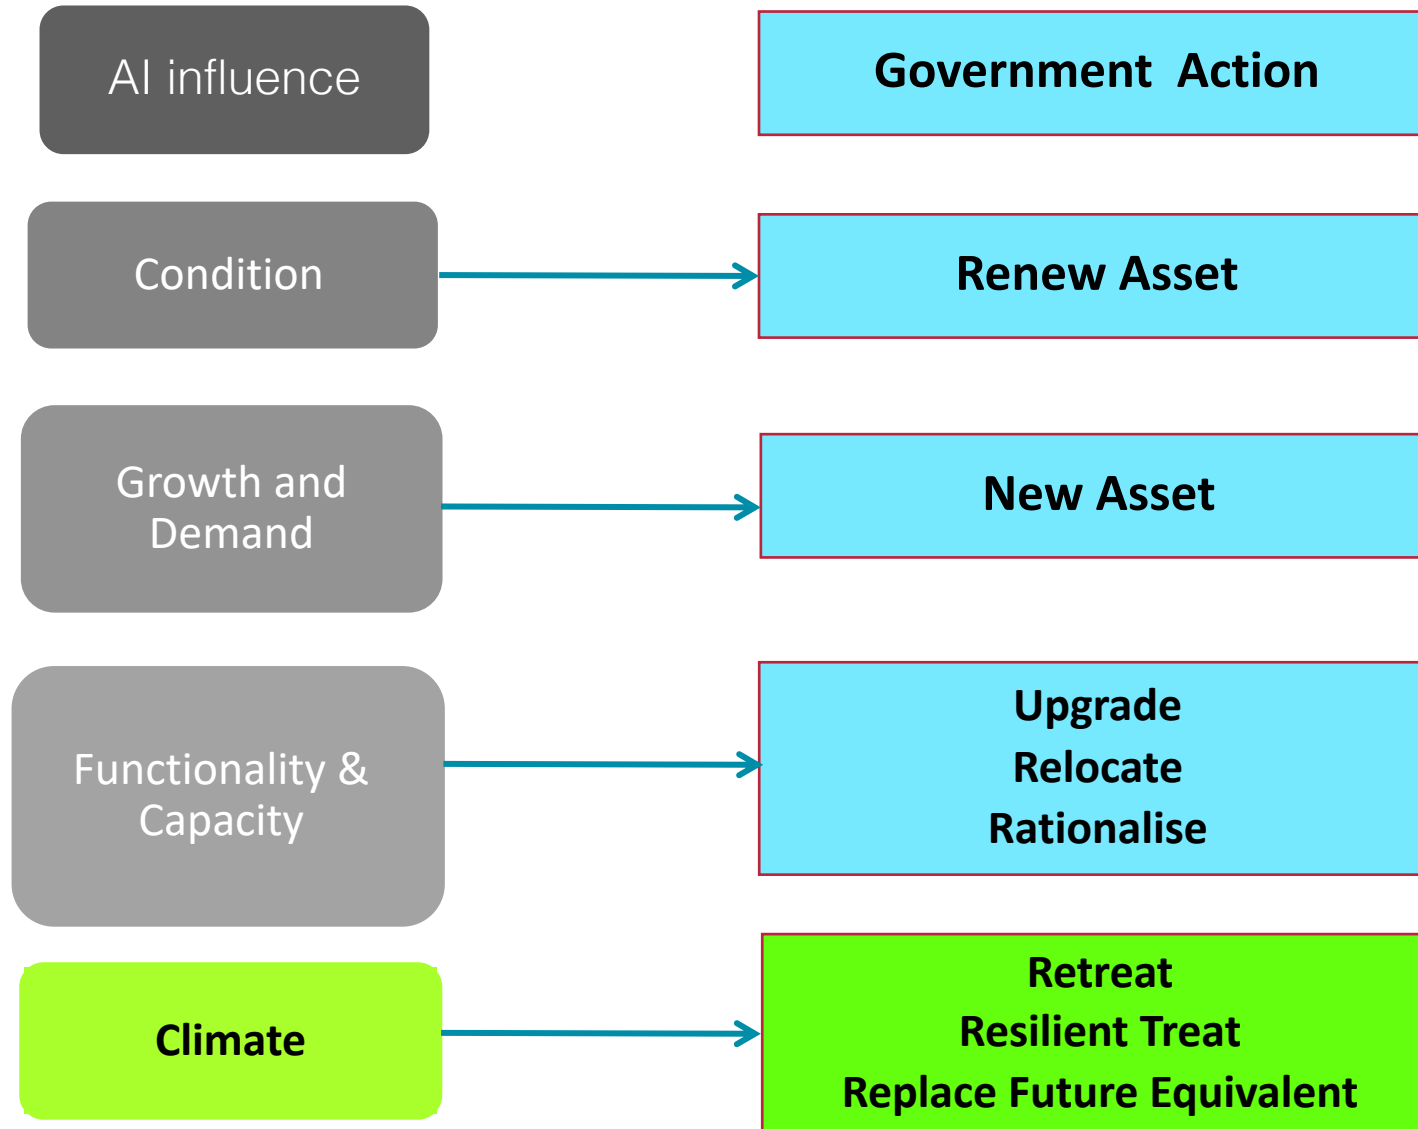 AI influence
Government  Action
Condition
Renew Asset
Growth and
Demand
New Asset
Functionality &
Capacity
Upgrade
Relocate
Rationalise
Climate
Retreat
Resilient Treat
Replace Future Equivalent